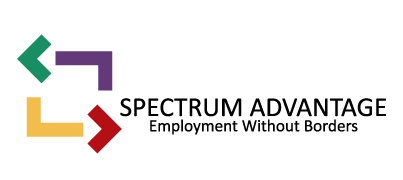 SPECTRUM ADVANTAGE
Employment Without Borders